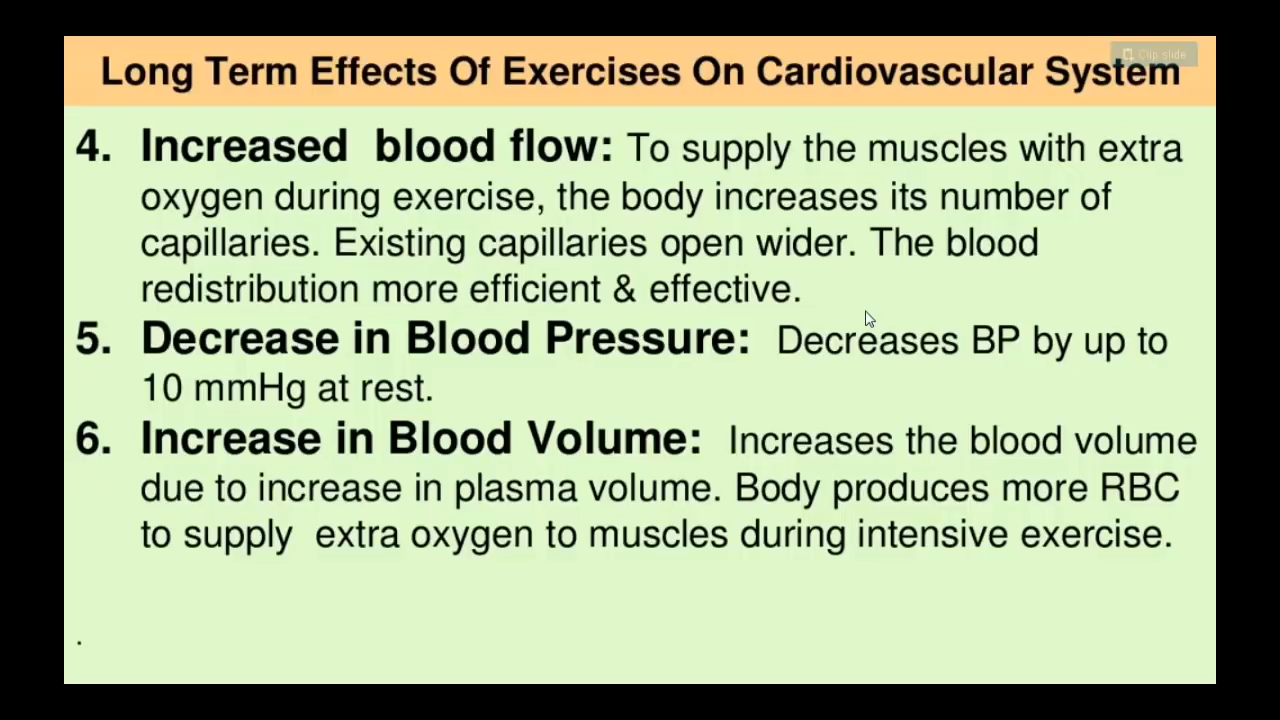 Clip slide
Long Term Effects Of Exercises On Cardiovascular System
4. Increased blood flow: To supply the muscles with extra
oxygen during exercise, the body increases its number of
capillaries. Existing capillaries open wider. The blood
redistribution more efficient & effective.
5. Decrease in Blood Pressure: Decreases BP by up to
10 mmHg at rest.
6. Increase in Blood Volume: Increases the blood volume
due to increase in plasma volume. Body produces more RBC
to supply extra oxygen to muscles during intensive exercise.
.